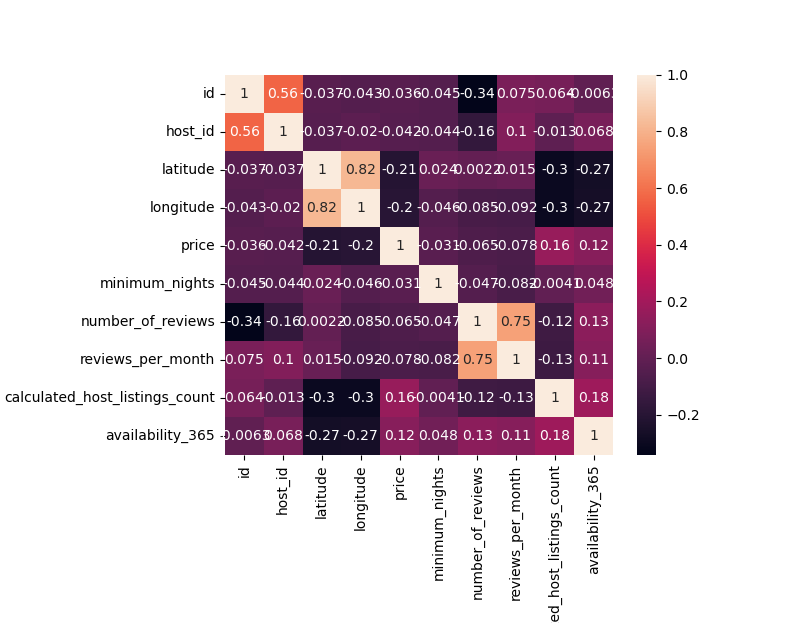 id 1 0.56 -0.037 -0.043 -0.036 -0.045 -0.34 0.075 0.064 -0.0063
host_id 0.56 1 -0.037 -0.02 -0.042 -0.044 -0.16 0.1 -0.013 0.068
latitude -0.037 -0.037 1 0.82 -0.21 0.024 0.0022 0.015 -0.3 -0.27
longitude -0.043 -0.02 0.82 1 -0.2 -0.046 -0.085 -0.092 -0.3 -0.27
price -0.036 -0.042 -0.21 -0.2 1 -0.031 -0.065 -0.078 0.16 0.12
minimum_nights -0.045 -0.044 0.024 -0.046 -0.031 1 -0.047 -0.082 -0.0041 0.048
number_of_reviews -0.34 -0.16 0.0022 -0.085 -0.065 -0.047 1 0.75 -0.12 0.13
reviews_per_month 0.075 0.1 0.015 -0.092 -0.078 -0.082 0.75 1 -0.13 0.11
calculated_host_listings_count 0.064 -0.013 -0.3 -0.3 0.16 -0.0041 -0.12 -0.13 1 0.18
availability_365 -0.0063 0.068 -0.27 -0.27 0.12 0.048 0.13 0.11 0.18 1
id
host_id
latitude
longitude
price
minimum_nights
number_of_reviews
reviews_per_month
ed_host_listings_count
availability_365
1.0
0.8
0.6
0.4
0.2
0.0
−0.2